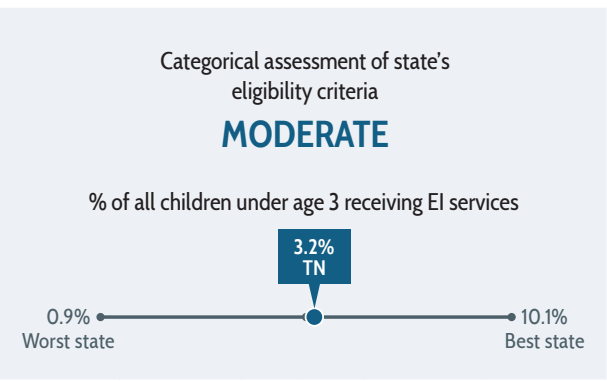 Categorical assessment of state's
eligibility criteria
MODERATE
% of all children under age 3 receiving EI services
3.2%
TN
0.9%
Worst state
10.1%
Best state